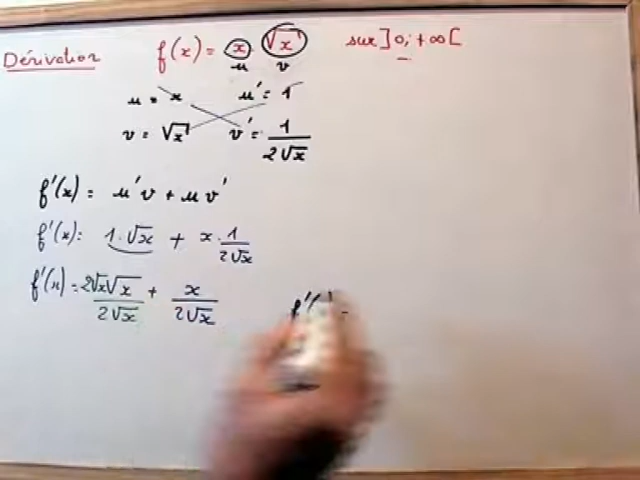 Dérivation f(x) = x √x sur ]0; +∞[
u v
u = x u' = 1
v = √x v' = 1/2√x
f'(x) = u'v + uv'
f'(x) = 1·√x + x·1/2√x
f'(x) = 2√x√x/2√x + x/2√x